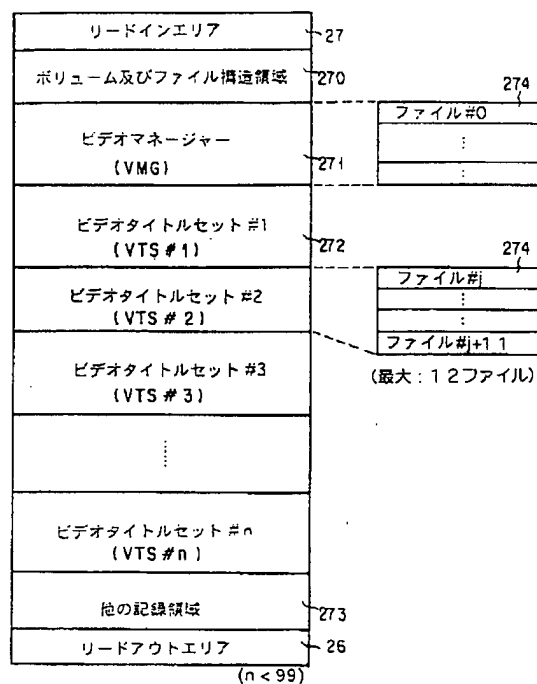 リードインエリア
27
ボリューム及びファイル構造領域
270
274
ファイル#0
⋮
⋮
ビデオマネージャー
(VMG)
271
ビデオタイトルセット #1
(VTS #1)
272
274
ファイル#j
⋮
⋮
ファイル#j+11
(最大:12ファイル)
ビデオタイトルセット #2
(VTS #2)
ビデオタイトルセット #3
(VTS #3)
⋮
ビデオタイトルセット #n
(VTS #n)
他の記録領域
273
リードアウトエリア
26
(n<99)